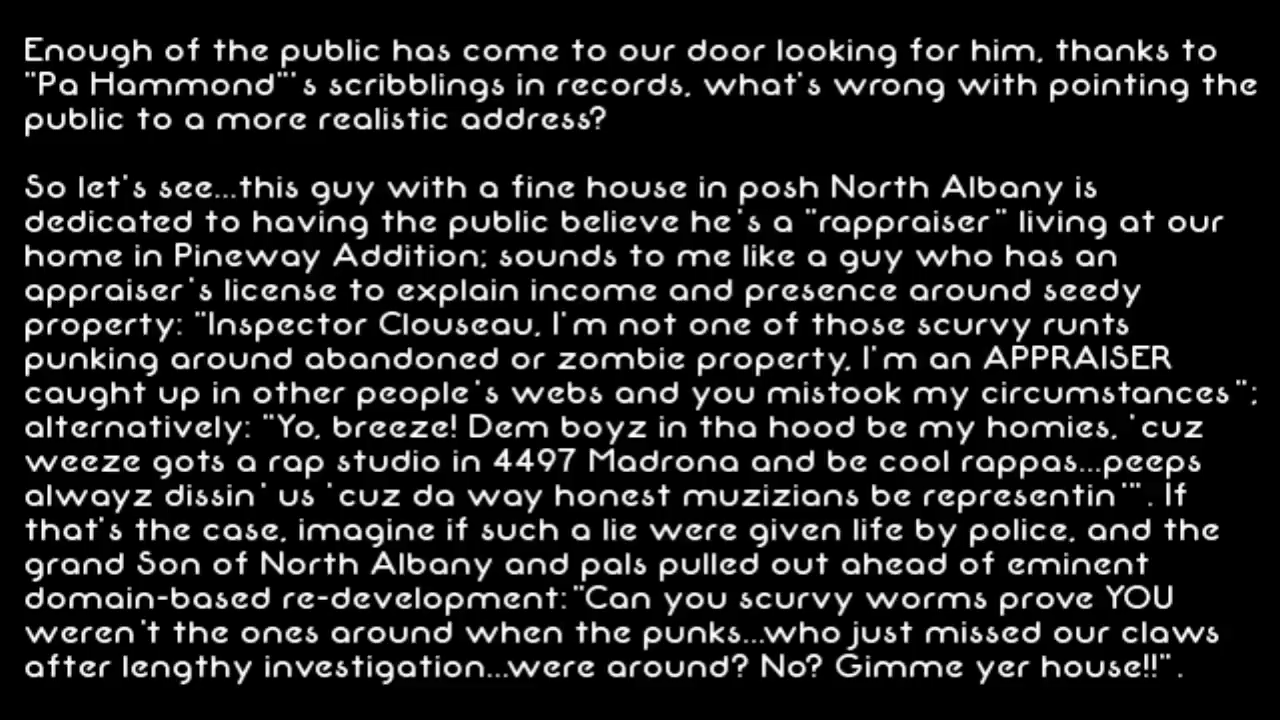 Enough of the public has come to our door looking for him, thanks to
"Pa Hammond"'s scribblings in records, what's wrong with pointing the
public to a more realistic address?
So let's see...this guy with a fine house in posh North Albany is
dedicated to having the public believe he's a "rappraiser" living at our
home in Pineway Addition; sounds to me like a guy who has an
appraiser's license to explain income and presence around seedy
property: "Inspector Clouseau, I'm not one of those scurvy runts
punking around abandoned or zombie property, I'm an APPRAISER
caught up in other people's webs and you mistook my circumstances";
alternatively: "Yo, breeze! Dem boyz in tha hood be my homies, 'cuz
weeze gots a rap studio in 4497 Madrona and be cool rappas...peeps
alwayz dissin' us 'cuz da way honest muzizians be representin'". If
that's the case, imagine if such a lie were given life by police, and the
grand Son of North Albany and pals pulled out ahead of eminent
domain-based re-development: "Can you scurvy worms prove YOU
weren't the ones around when the punks...who just missed our claws
after lengthy investigation...were around? No? Gimme yer house!!".